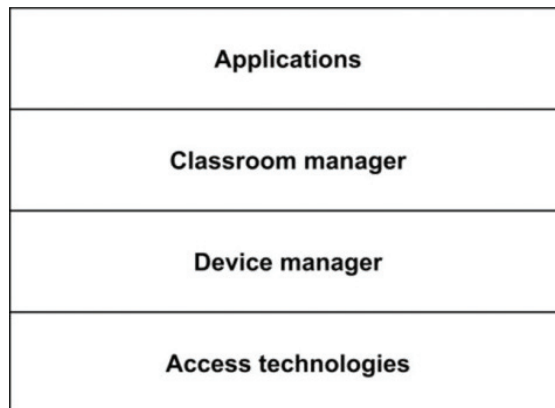 Applications
Classroom manager
Device manager
Access technologies